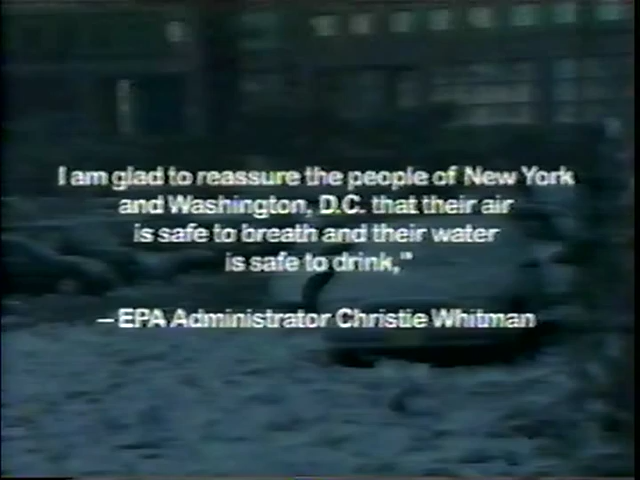 I am glad to reassure the people of New York
and Washington, D.C. that their air
is safe to breath and their water
is safe to drink,"
—EPA Administrator Christie Whitman